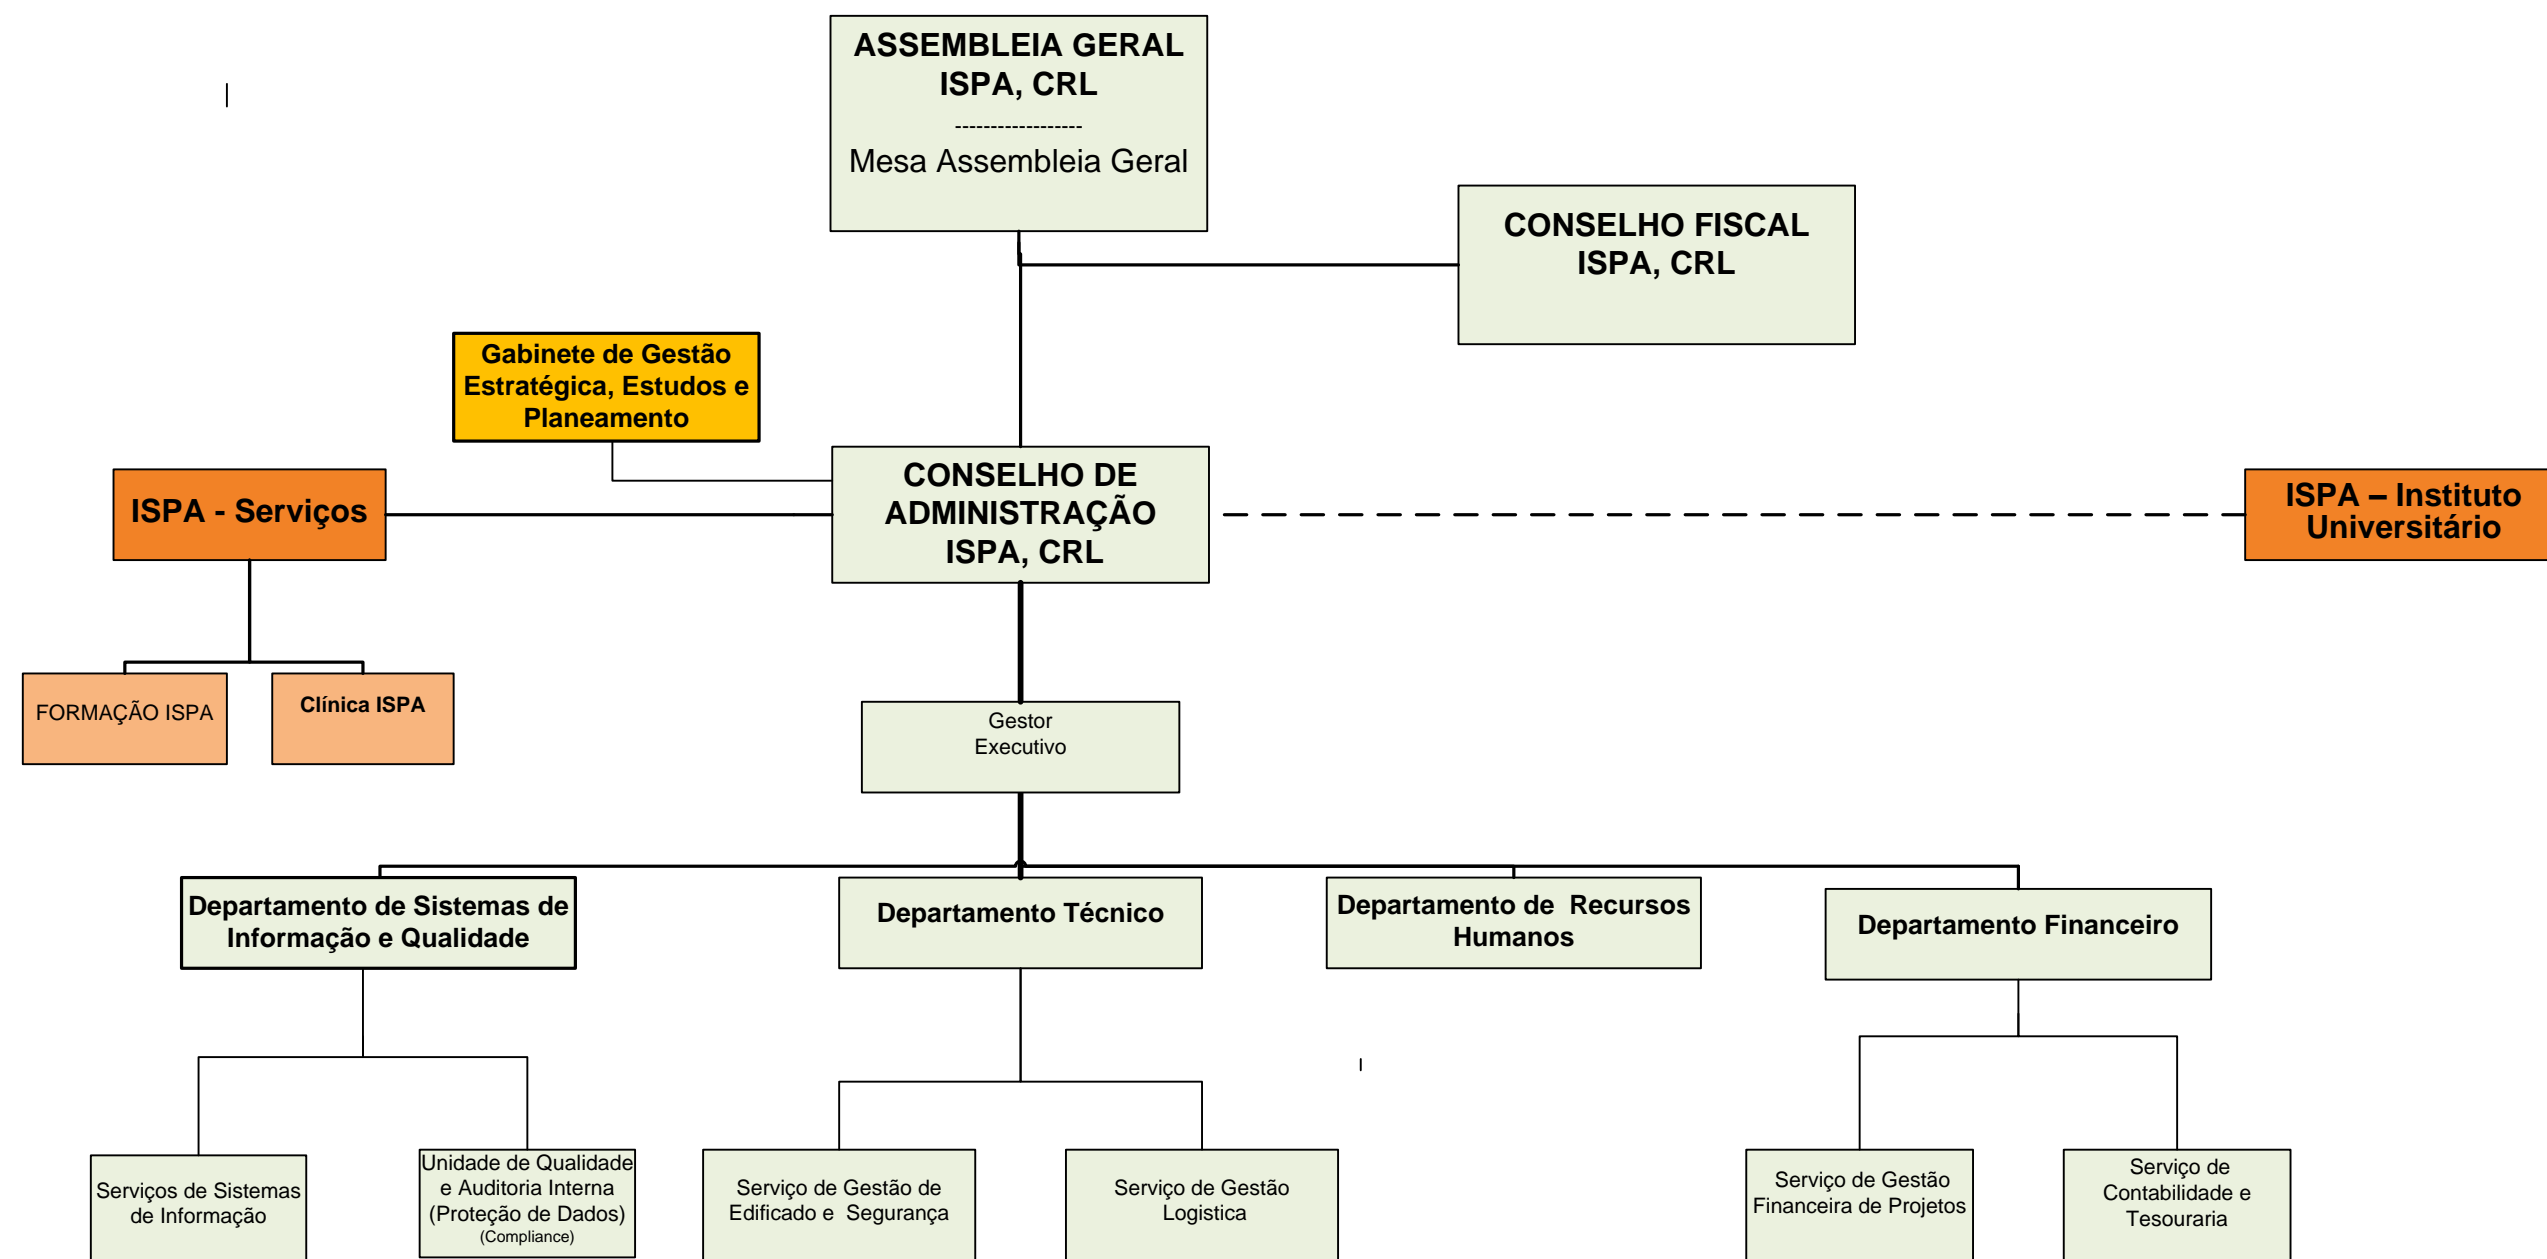 ASSEMBLEIA GERAL
ISPA, CRL
------------------
Mesa Assembleia Geral
CONSELHO FISCAL
ISPA, CRL
Gabinete de Gestão
Estratégica, Estudos e
Planeamento
ISPA - Serviços
CONSELHO DE
ADMINISTRAÇÃO
ISPA, CRL
ISPA – Instituto
Universitário
FORMAÇÃO ISPA
Clínica ISPA
Gestor
Executivo
Departamento de Sistemas de
Informação e Qualidade
Departamento Técnico
Departamento de  Recursos
Humanos
Departamento Financeiro
Serviços de Sistemas
de Informação
Unidade de Qualidade
e Auditoria Interna
(Proteção de Dados)
(Compliance)
Serviço de Gestão de
Edificado e  Segurança
Serviço de Gestão
Logistica
Serviço de Gestão
Financeira de Projetos
Serviço de
Contabilidade e
Tesouraria